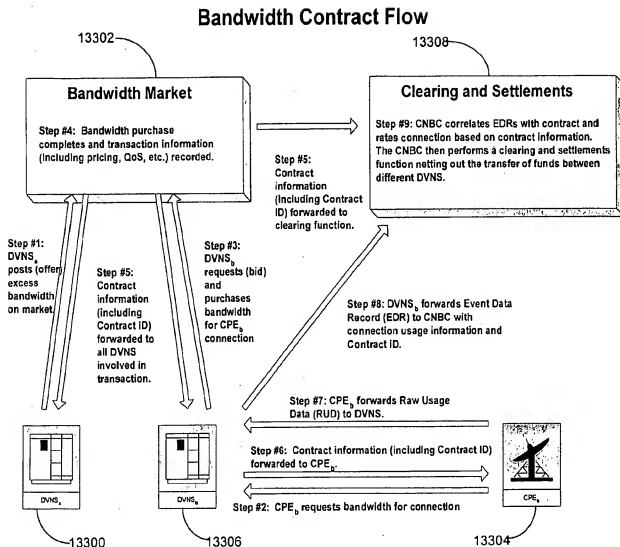 Bandwidth Contract Flow
13302
13308
Bandwidth Market
Step #4: Bandwidth purchase
completes and transaction information
(including pricing, QoS, etc.) recorded.
Clearing and Settlements
Step #9: CNBC correlates EDRs with contract and
rates connection based on contract information.
The CNBC then performs a clearing and settlements
function netting out the transfer of funds between
different DVNS.
Step #5:
Contract
information
(including Contract
ID) forwarded to
clearing function.
Step #1:
DVNSa
posts (offer)
excess
bandwidth
on market.
Step #5:
Contract
information
(including
Contract ID)
forwarded to
all DVNS
involved in
transaction.
Step #3:
DVNSb
requests (bid)
and
purchases
bandwidth
for CPEb
connection
Step #8: DVNSb forwards Event Data
Record (EDR) to CNBC with
connection usage information and
Contract ID.
Step #7: CPEb forwards Raw Usage
Data (RUD) to DVNS.
Step #6: Contract information (including Contract ID)
forwarded to CPEb.
Step #2: CPEb requests bandwidth for connection
DVNSa
DVNSb
CPEb
13300
13306
13304